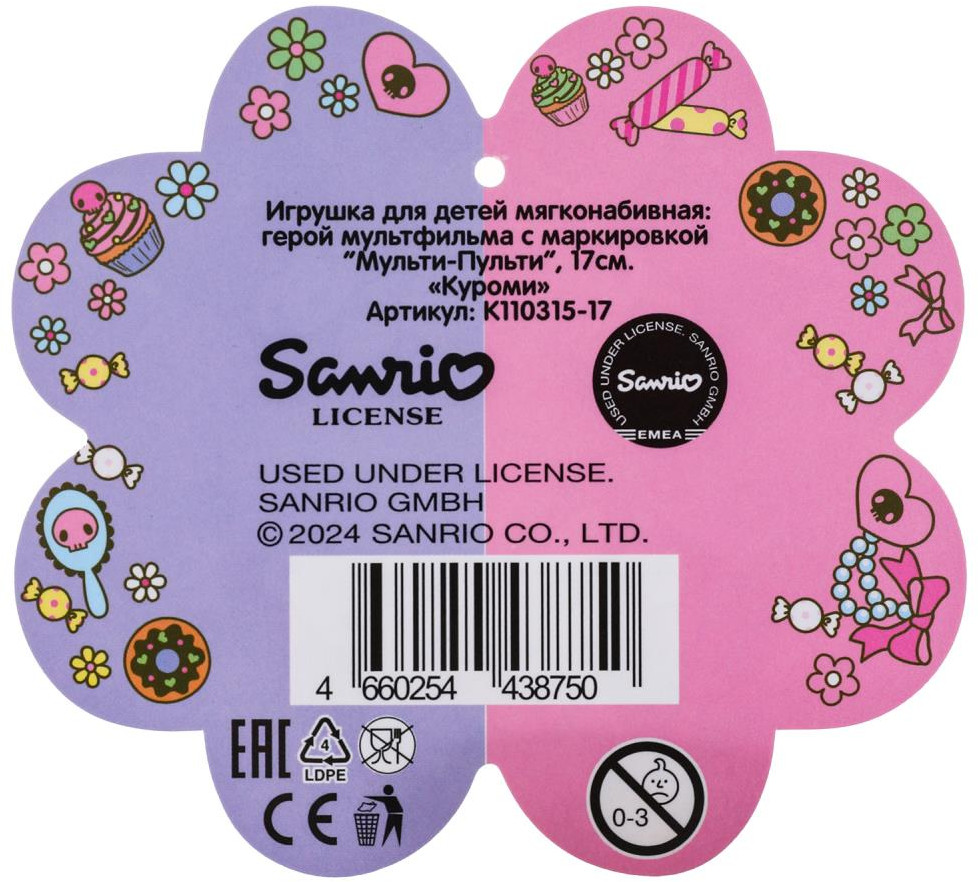 Игрушка для детей мягконабивная:
герой мультфильма с маркировкой
"Мульти-Пульти", 17см.
«Куроми»
Артикул: K110315-17
Sanrio
LICENSE
USED UNDER LICENSE. SANRIO GMBH
Sanrio
EMEA
USED UNDER LICENSE.
SANRIO GMBH
© 2024 SANRIO CO., LTD.
4 660254 438750
EAC
4
LDPE
CE
0-3